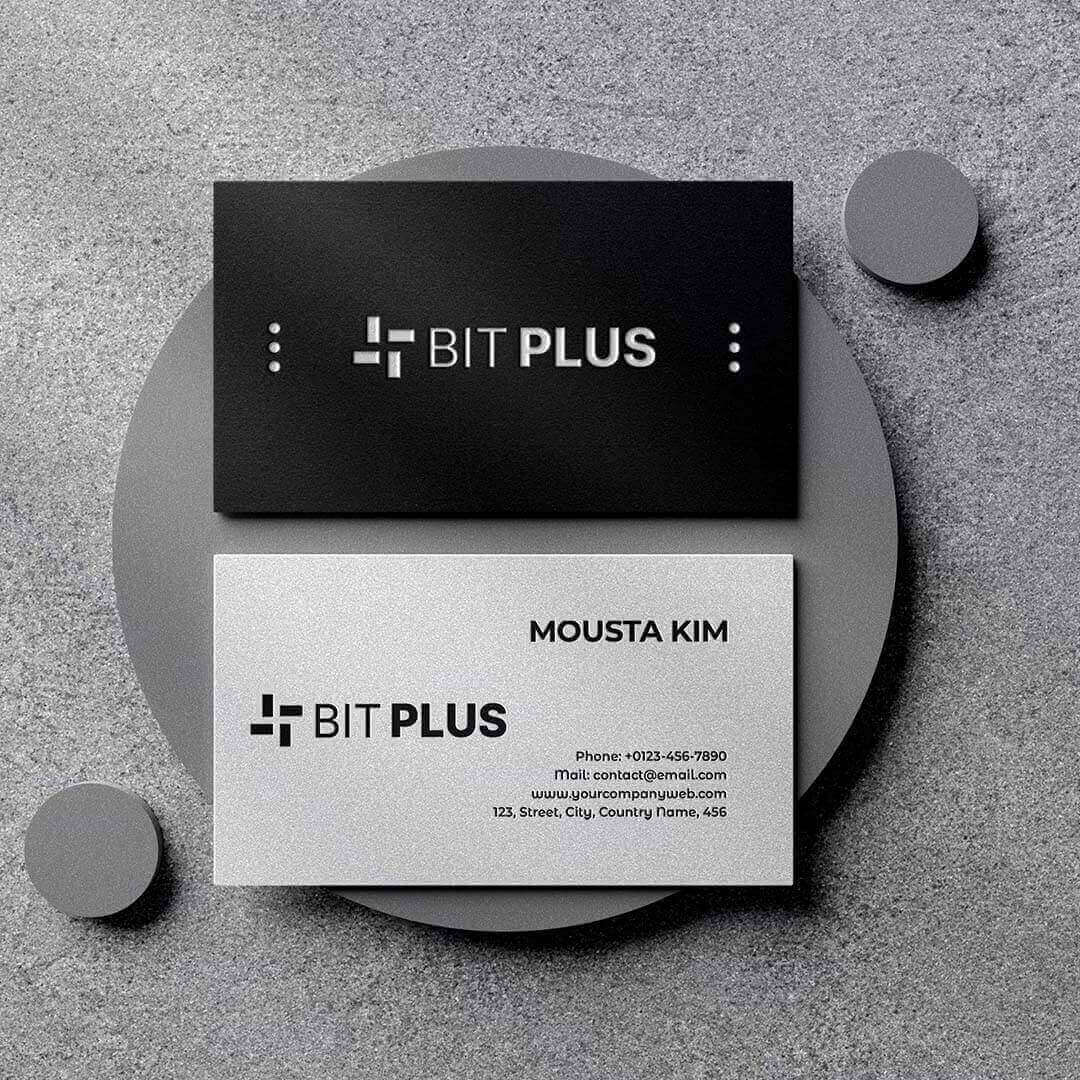 BIT PLUS
MOUSTA KIM
BIT PLUS
Phone: +0123-456-7890
Mail: contact@email.com
www.yourcompanyweb.com
123, Street, City, Country Name, 456